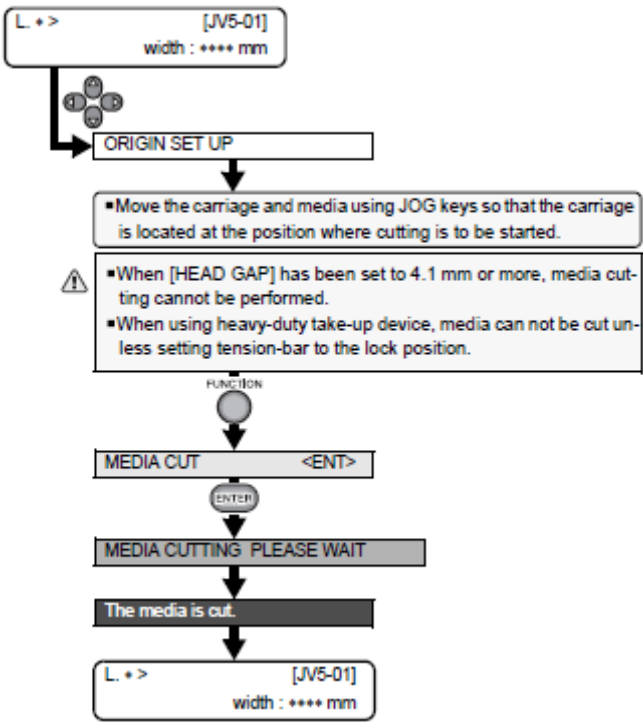 L. * > [JV5-01]
width : **** mm
ORIGIN SET UP
▪Move the carriage and media using JOG keys so that the carriage
is located at the position where cutting is to be started.
▪When [HEAD GAP] has been set to 4.1 mm or more, media cut-
ting cannot be performed.
▪When using heavy-duty take-up device, media can not be cut un-
less setting tension-bar to the lock position.
FUNCTION
MEDIA CUT <ENT>
ENTER
MEDIA CUTTING PLEASE WAIT
The media is cut.
L. * > [JV5-01]
width : **** mm